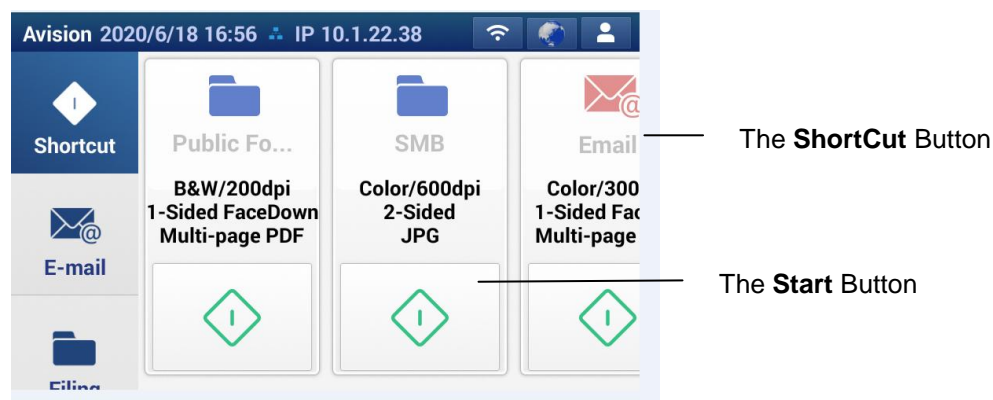 Avision 2020/6/18 16:56 IP 10.1.22.38
Shortcut
E-mail
Filing
Public Fo...
B&W/200dpi
1-Sided FaceDown
Multi-page PDF
SMB
Color/600dpi
2-Sided
JPG
Email
Color/300
1-Sided Fac
Multi-page
The ShortCut Button
The Start Button